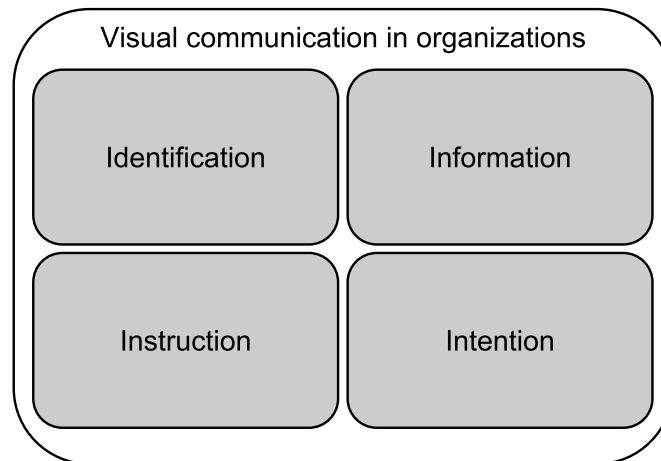 Visual communication in organizations
Identification
Information
Instruction
Intention